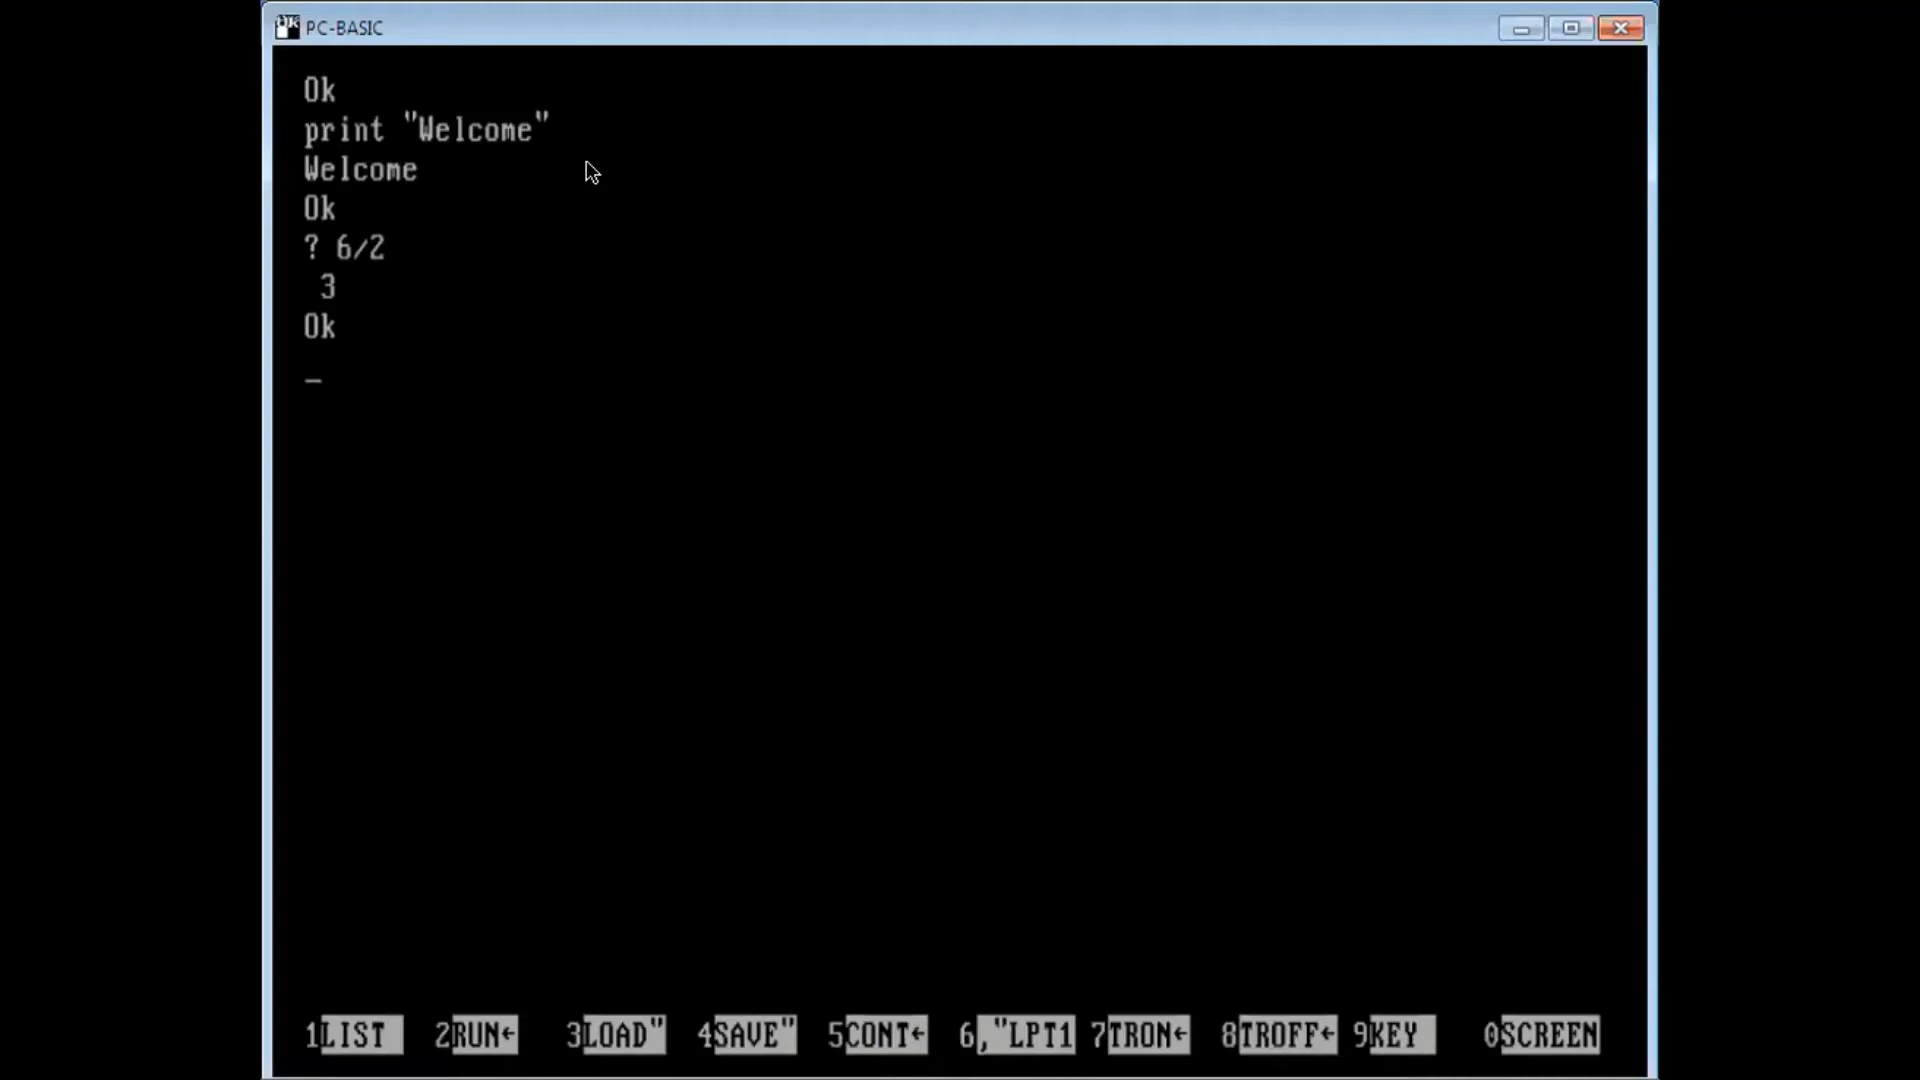 PC-BASIC
Ok
print "Welcome"
Welcome
Ok
? 6/2
 3
Ok
_
1LIST 2RUN← 3LOAD" 4SAVE" 5CONT← 6,"LPT1 7TRON← 8TROFF← 9KEY 0SCREEN